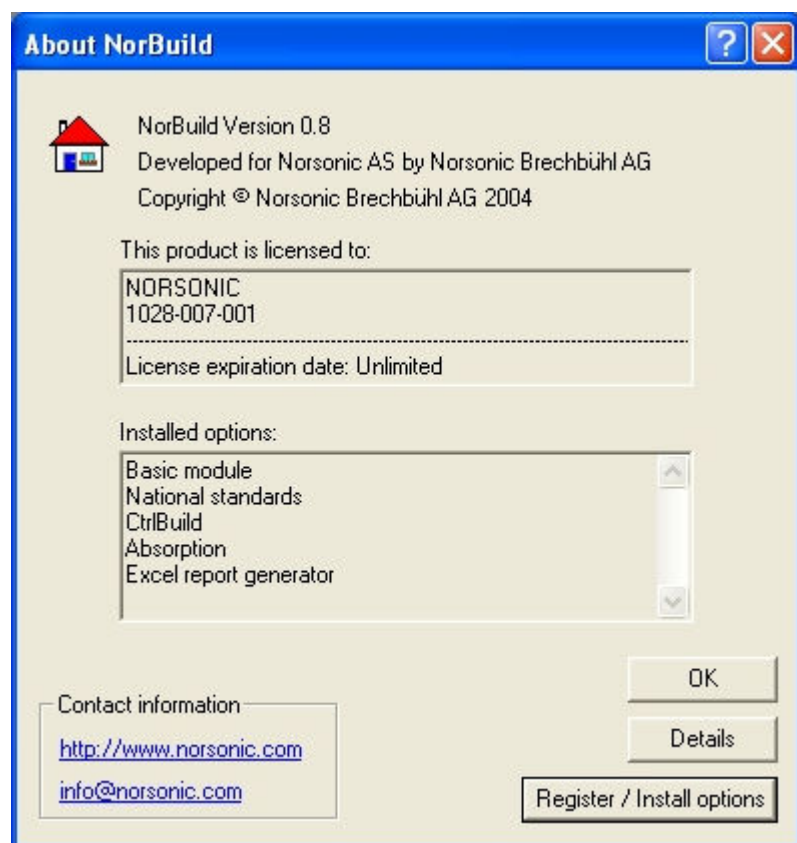 About NorBuild
NorBuild Version 0.8
Developed for Norsonic AS by Norsonic Brechbühl AG
Copyright © Norsonic Brechbühl AG 2004
This product is licensed to:
NORSONIC
1028-007-001
License expiration date: Unlimited
Installed options:
Basic module
National standards
CtrlBuild
Absorption
Excel report generator
OK
Contact information
Details
http://www.norsonic.com
info@norsonic.com
Register / Install options